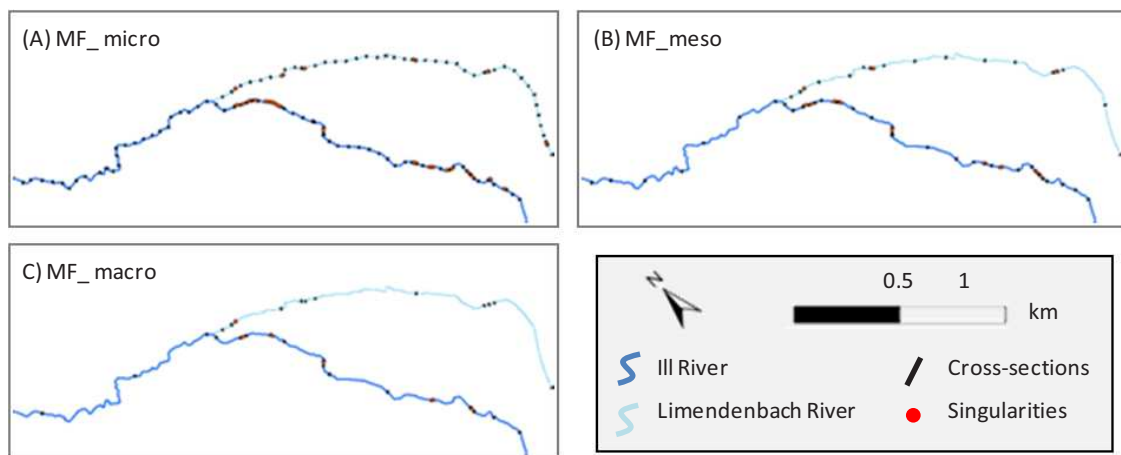 (A) MF_ micro
(B) MF_meso
C) MF_ macro
N
0.5 1
km
Ill River
Cross-sections
Limendenbach River
Singularities